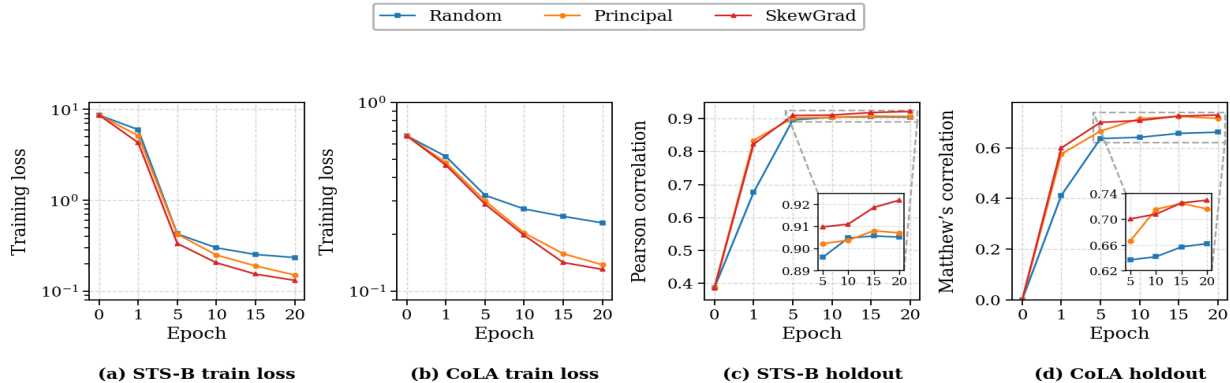 Random Principal SkewGrad
10^1
10^0
10^-1
Training loss
0 1 5 10 15 20
Epoch
(a) STS-B train loss
10^0
10^-1
Training loss
0 1 5 10 15 20
Epoch
(b) CoLA train loss
0.9
0.8
0.7
0.6
0.5
0.4
Pearson correlation
0.92
0.91
0.90
0.89
5 10 15 20
0 1 5 10 15 20
Epoch
(c) STS-B holdout
0.6
0.4
0.2
0.0
Matthew's correlation
0.74
0.70
0.66
0.62
5 10 15 20
0 1 5 10 15 20
Epoch
(d) CoLA holdout